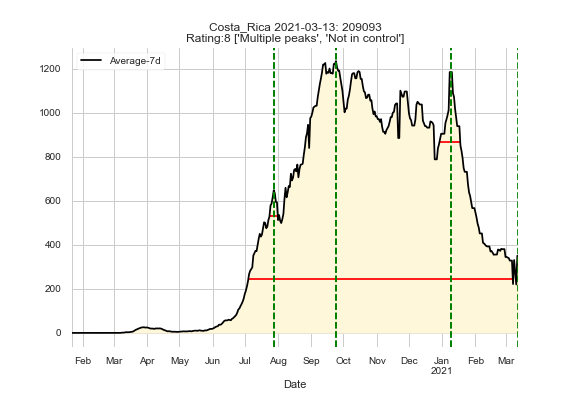 Costa_Rica 2021-03-13: 209093
Rating:8 ['Multiple peaks', 'Not in control']
Average-7d
1200
1000
800
600
400
200
0
Feb Mar Apr May Jun Jul Aug Sep Oct Nov Dec Jan Feb Mar
2021
Date